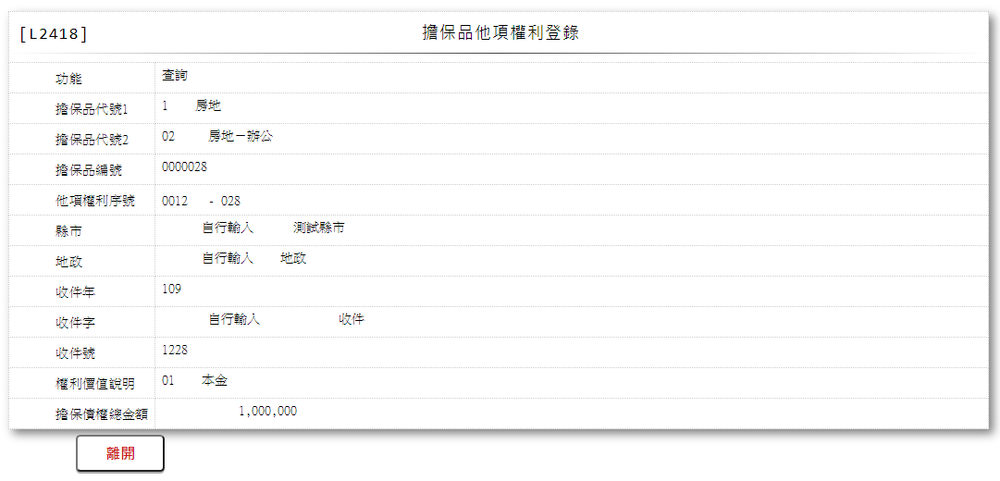 [L2418] 擔保品他項權利登錄
功能 查詢
擔保品代號1 1 房地
擔保品代號2 02 房地－辦公
擔保品編號 0000028
他項權利序號 0012 - 028
縣市 自行輸入 測試縣市
地政 自行輸入 地政
收件年 109
收件字 自行輸入 收件
收件號 1228
權利價值說明 01 本金
擔保債權總金額 1,000,000
離開